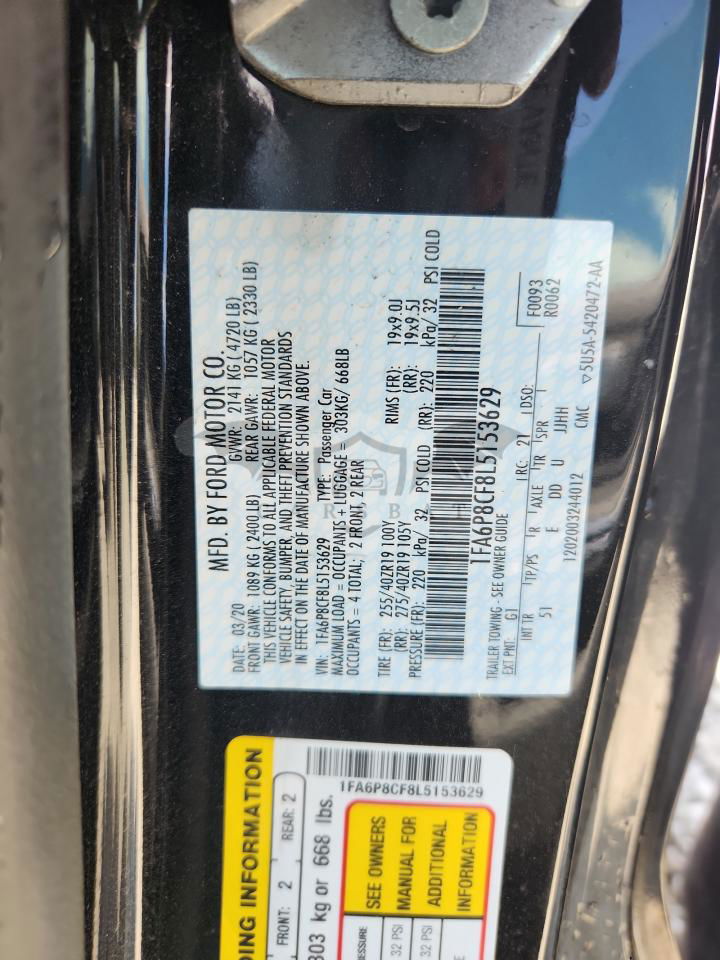 MFD. BY FORD MOTOR CO.
DATE: 03/20 GVWR: 2141 KG ( 4720 LB)
FRONT GAWR: 1089 KG ( 2400LB) REAR GAWR: 1057 KG ( 2330 LB)
THIS VEHICLE CONFORMS TO ALL APPLICABLE FEDERAL MOTOR
VEHICLE SAFETY, BUMPER, AND THEFT PREVENTION STANDARDS
IN EFFECT ON THE DATE OF MANUFACTURE SHOWN ABOVE.
VIN: 1FA6P8CF8L5153629 TYPE: Passenger Car
MAXIMUM LOAD = OCCUPANTS + LUGGAGE = 303KG/ 668LB
OCCUPANTS = 4 TOTAL; 2 FRONT, 2 REAR
TIRE (FR): 255/40ZR19 100Y RIMS (FR): 19x9.0J
(RR): 275/40ZR19 105Y (RR): 19x9.5J
PRESSURE (FR): 220 kPa/ 32 PSI COLD (RR): 220 kPa/ 32 PSI COLD
1FA6P8CF8L5153629
TRAILER TOWING - SEE OWNER GUIDE
EXT PNT: G1 RC: 21 DSO: F0093
R0062
INT TR TP/PS R AXLE TR SPR
51 E DD U JJHH
1202003244012 CMC 5U5A-5420472-AA
DING INFORMATION
FRONT: 2 REAR: 2
303 kg or 668 lbs.
1FA6P8CF8L5153629
SEE OWNERS
MANUAL FOR
ADDITIONAL
INFORMATION
PRESSURE
32 PSI
32 PSI